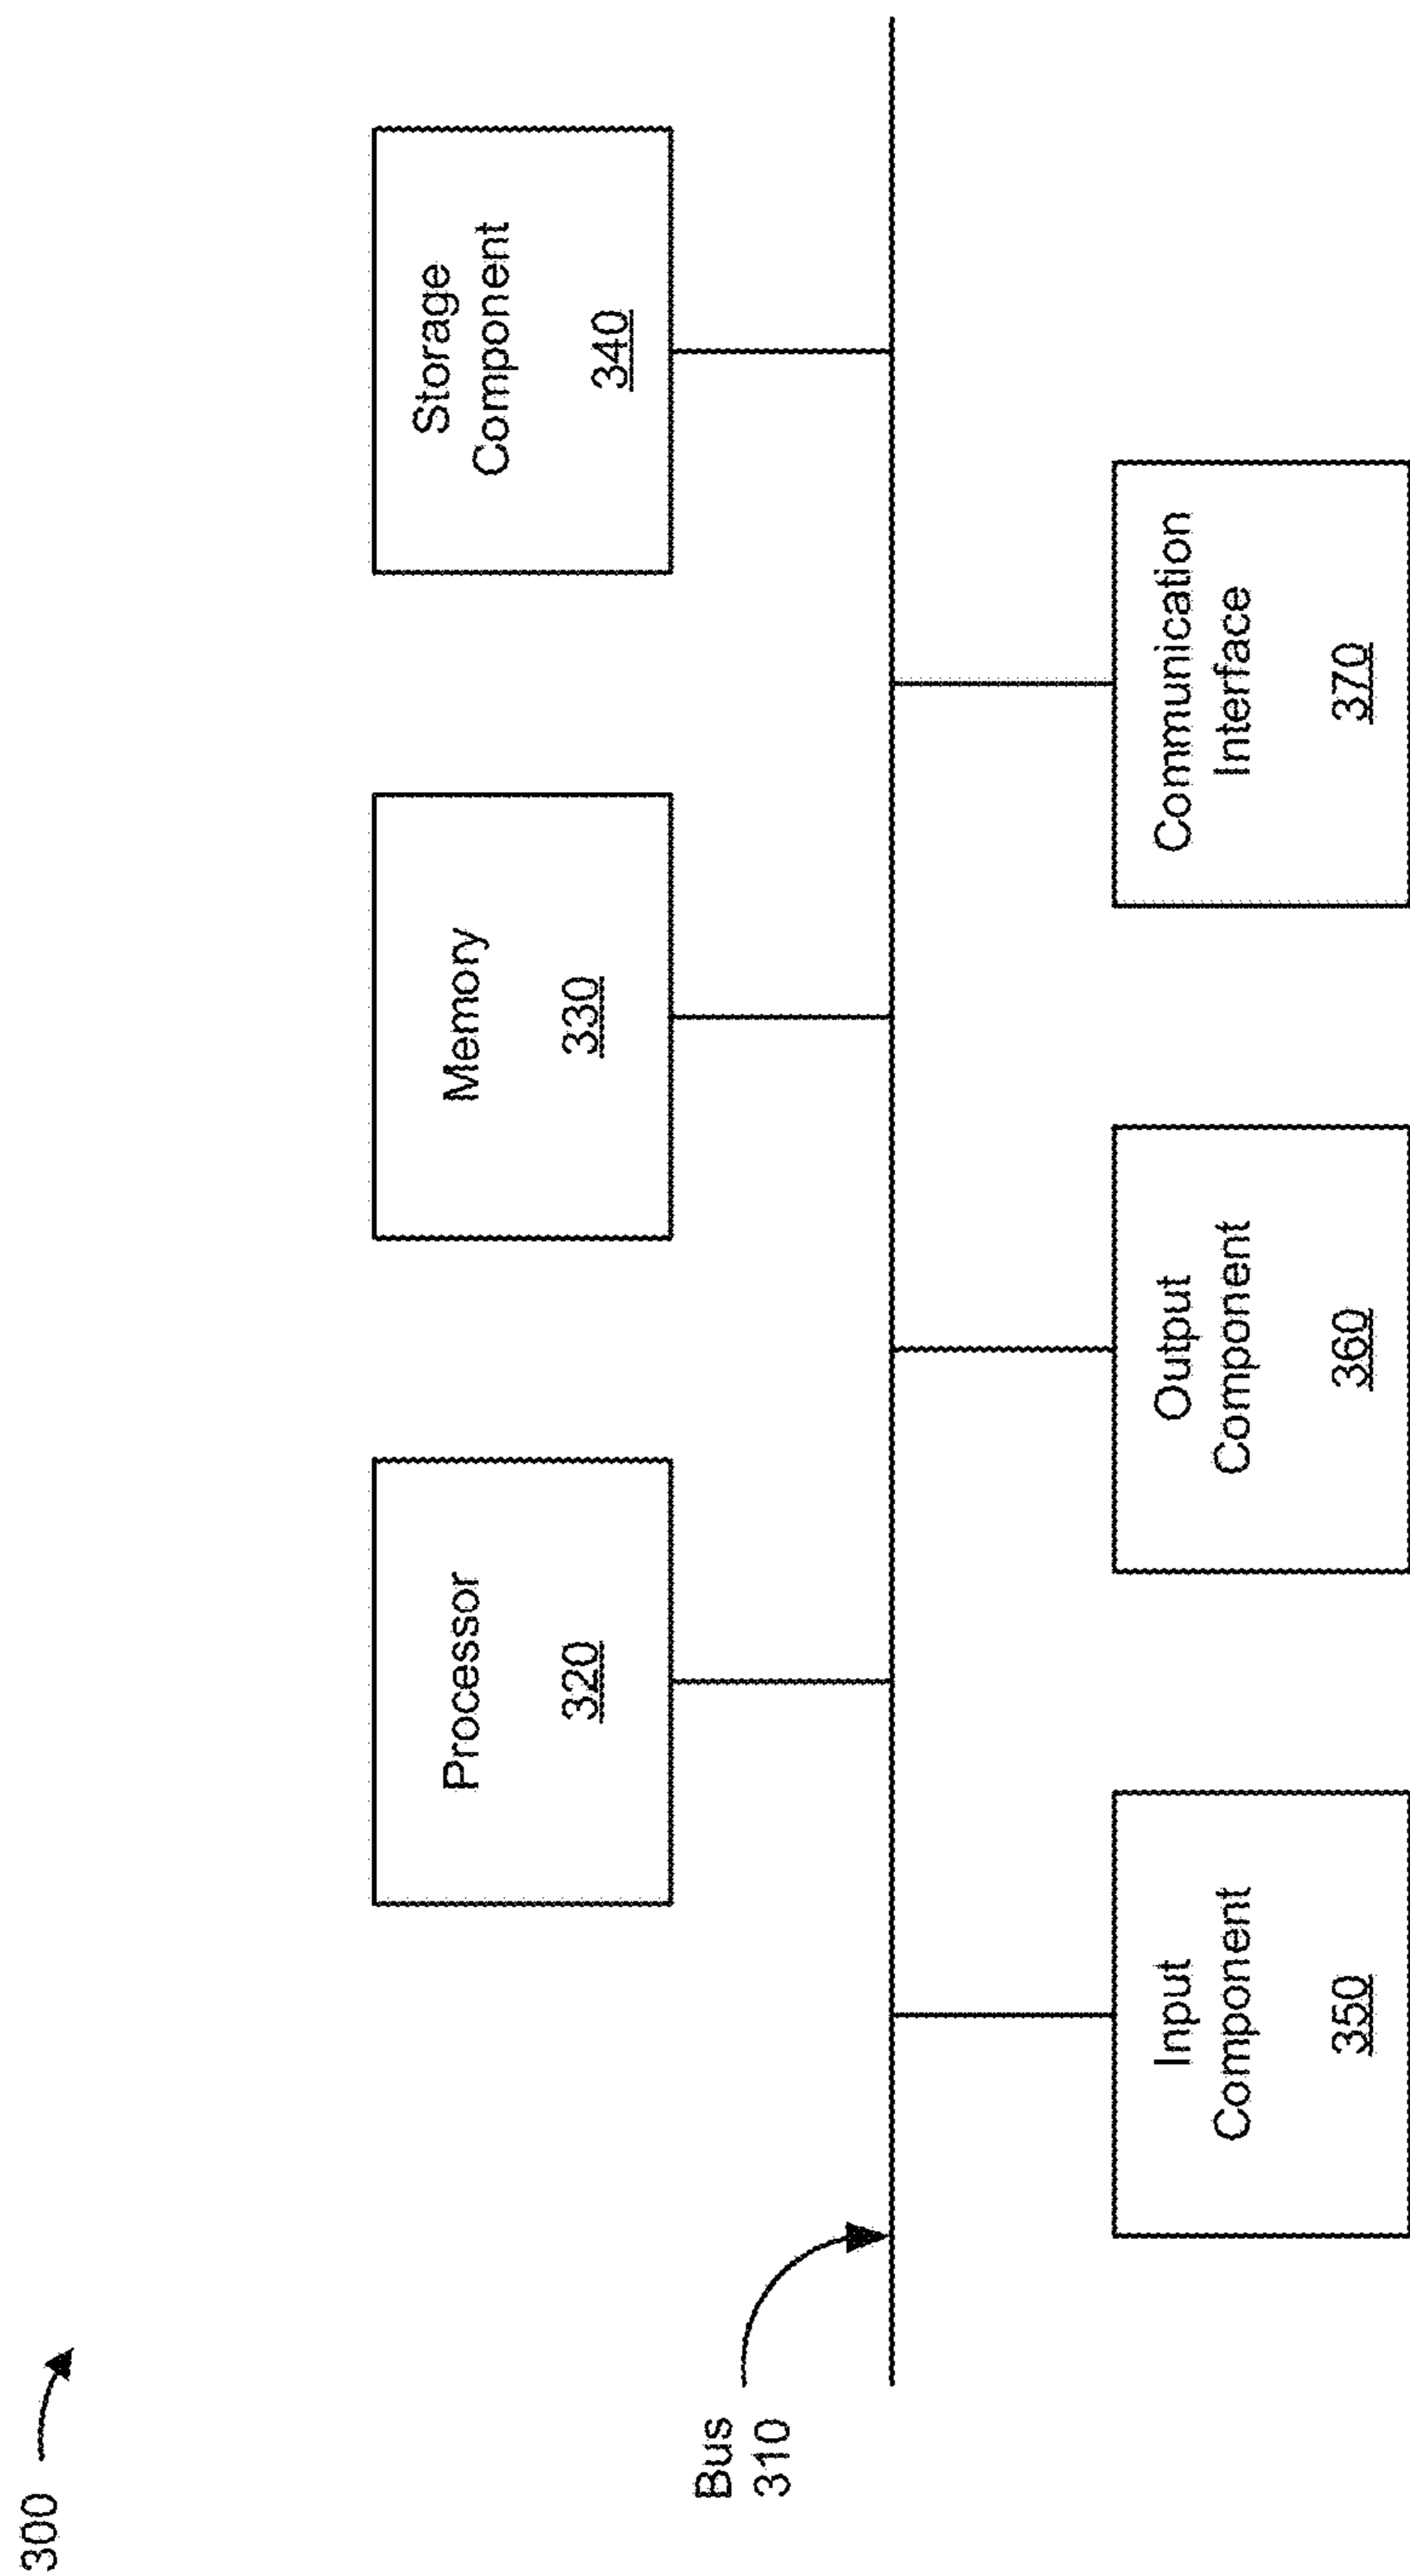 300
Processor
320
Memory
330
Storage
Component
340
Bus
310
Input
Component
350
Output
Component
360
Communication
Interface
370